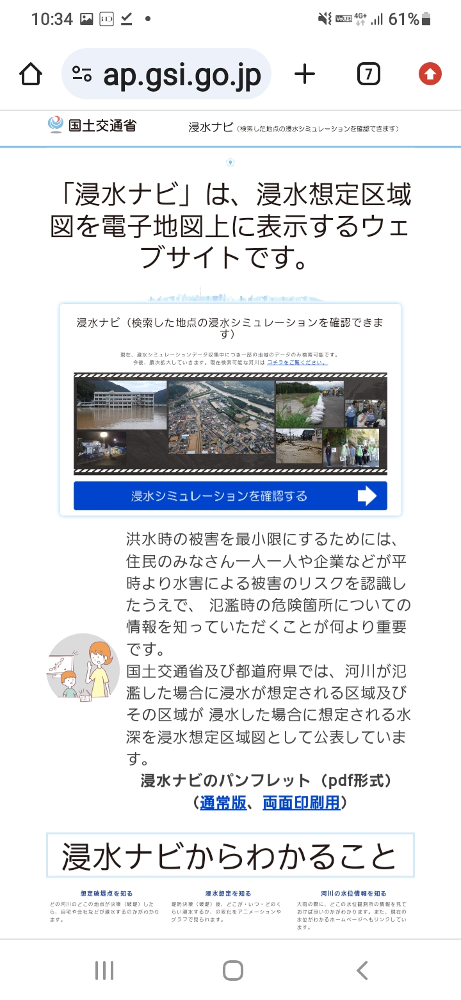 10:34
iD
VoLTE 4G+ 61%
ap.gsi.go.jp
7
国土交通省
浸水ナビ（検索した地点の浸水シミュレーションを確認できます）
「浸水ナビ」は、浸水想定区域
図を電子地図上に表示するウェ
ブサイトです。
浸水ナビ（検索した地点の浸水シミュレーションを確認できま
す）
現在、浸水シミュレーションデータ収集中につき一部の地域のデータのみ検索可能です。
今後、順次拡大していきます。現在検索可能な河川は コチラをご覧ください。
浸水シミュレーションを確認する
洪水時の被害を最小限にするためには、
住民のみなさん一人一人や企業などが平
時より水害による被害のリスクを認識し
たうえで、 氾濫時の危険箇所についての
情報を知っていただくことが何より重要
です。
国土交通省及び都道府県では、河川が氾
濫した場合に浸水が想定される区域及び
その区域が 浸水した場合に想定される水
深を浸水想定区域図として公表していま
す。
浸水ナビのパンフレット（pdf形式）
（通常版、両面印刷用）
浸水ナビからわかること
想定破堤点を知る
どの河川のどこの地点が決壊（破堤）した
ら、自宅や会社などが浸水するのかがわかり
ます。
浸水想定を知る
堤防決壊（破堤）後、どこが・いつ・どのく
らい浸水するか、の変化をアニメーションや
グラフで見られます。
河川の水位情報を知る
大雨の際に、どこの水位観測所の情報を見て
おけば良いのかがわかります。また、現在の
水位がわかるホームページへもリンクしてい
ます。